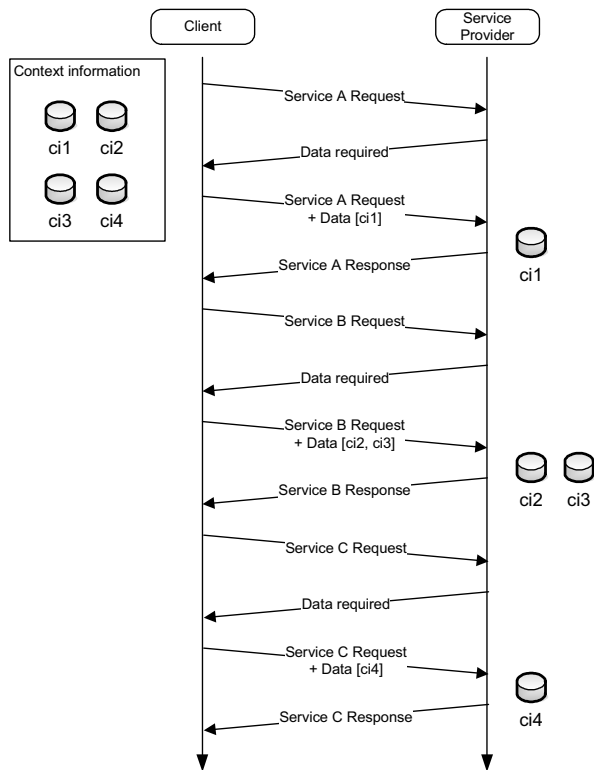 Client
Service
Provider
Context information
ci1 ci2
ci3 ci4
Service A Request
Data required
Service A Request
+ Data [ci1]
ci1
Service A Response
Service B Request
Data required
Service B Request
+ Data [ci2, ci3]
ci2 ci3
Service B Response
Service C Request
Data required
Service C Request
+ Data [ci4]
ci4
Service C Response